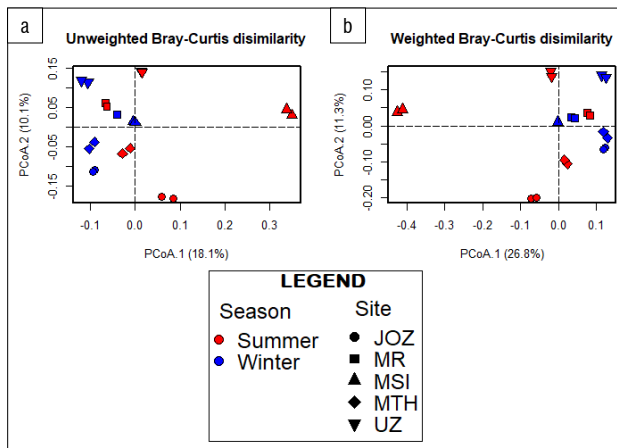 a
Unweighted Bray-Curtis disimilarity
PCoA.2 (10.1%)
0.15
0.05
-0.05
-0.15
-0.1
0.0
0.1
0.2
0.3
PCoA.1 (18.1%)
b
Weighted Bray-Curtis disimilarity
PCoA.2 (11.3%)
0.10
0.00
-0.10
-0.20
-0.4
-0.3
-0.2
-0.1
0.0
0.1
PCoA.1 (26.8%)
LEGEND
Season
Summer
Winter
Site
JOZ
MR
MSI
MTH
UZ